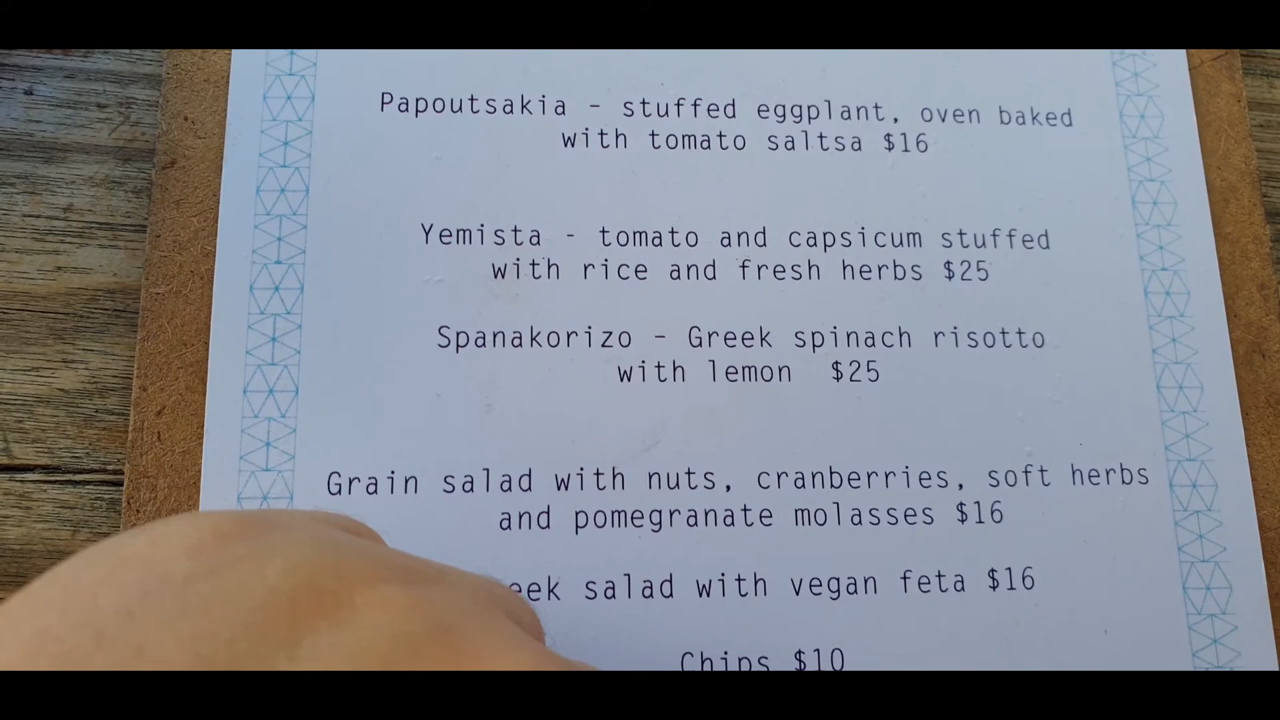 Papoutsakia - stuffed eggplant, oven baked
with tomato saltsa $16
Yemista - tomato and capsicum stuffed
with rice and fresh herbs $25
Spanakorizo - Greek spinach risotto
with lemon $25
Grain salad with nuts, cranberries, soft herbs
and pomegranate molasses $16
salad with vegan feta $16
Chips $10